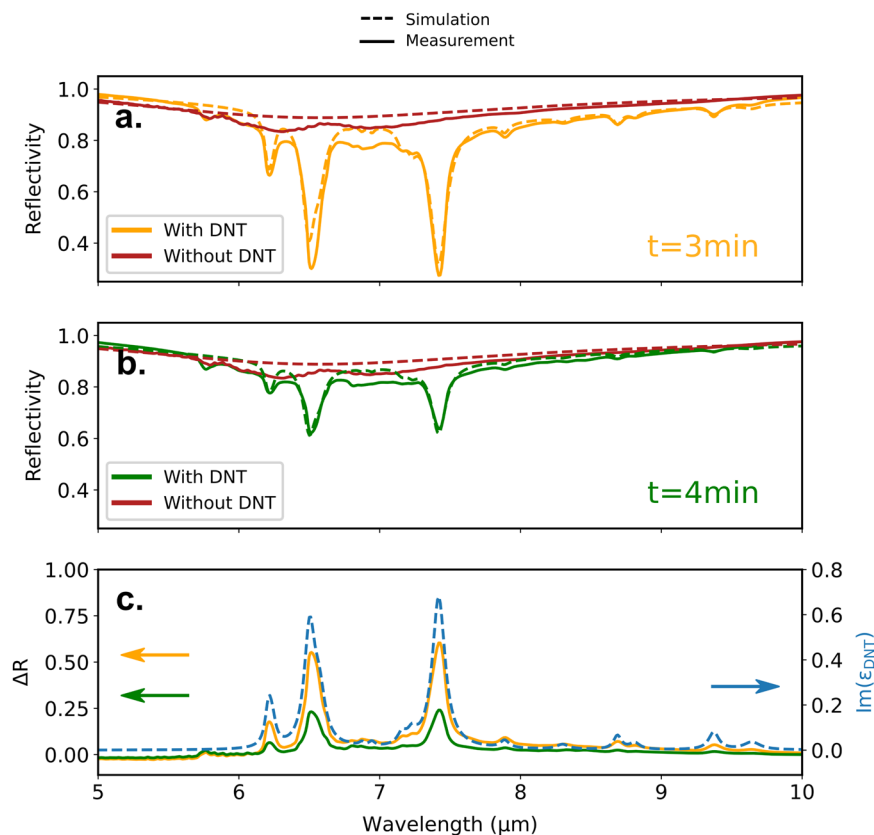 Simulation
Measurement
1.0
0.8
0.6
0.4
Reflectivity
a.
With DNT
Without DNT
t=3min
1.0
0.8
0.6
0.4
Reflectivity
b.
With DNT
Without DNT
t=4min
1.00
0.75
0.50
0.25
0.00
ΔR
c.
0.8
0.6
0.4
0.2
0.0
Im(εDNT)
5 6 7 8 9 10
Wavelength (μm)